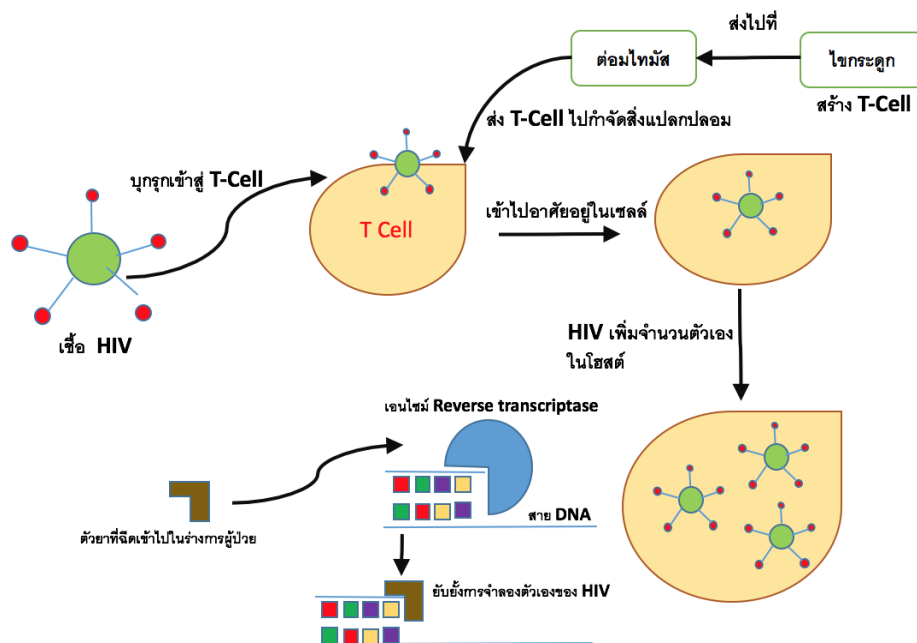 ส่งไปที่
ต่อมไทมัส
ไขกระดูก
สร้าง T-Cell
ส่ง T-Cell ไปกำจัดสิ่งแปลกปลอม
บุกรุกเข้าสู่ T-Cell
T Cell
เข้าไปอาศัยอยู่ในเซลล์
เชื้อ HIV
HIV เพิ่มจำนวนตัวเอง
ในโฮสต์
เอนไซม์ Reverse transcriptase
สาย DNA
ตัวยาที่ฉีดเข้าไปในร่างการผู้ป่วย
ยับยั้งการจำลองตัวเองของ HIV